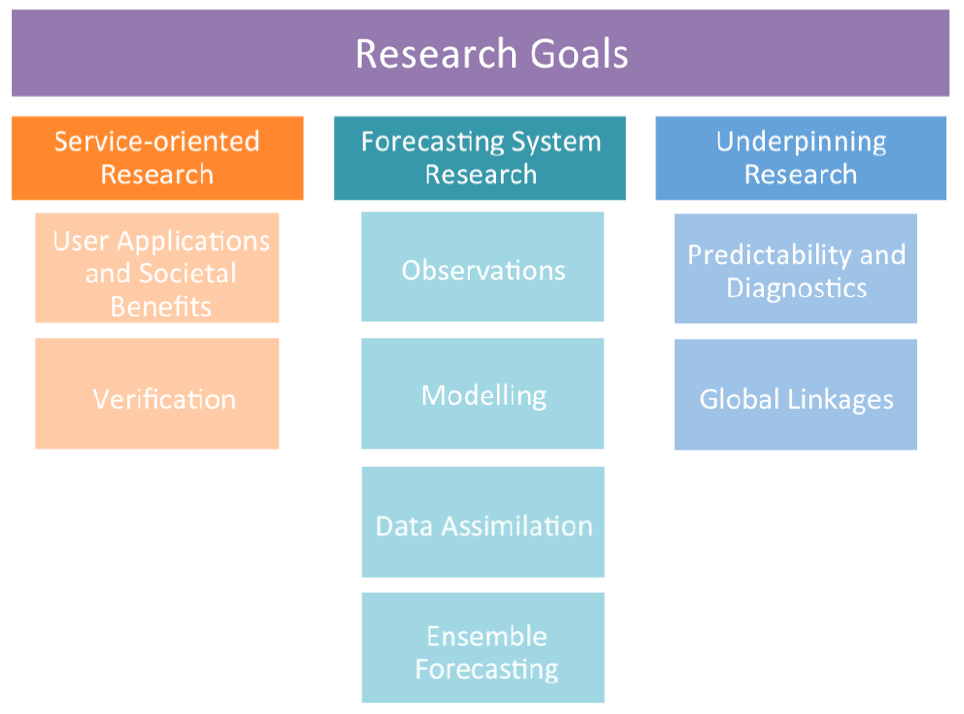 Research Goals
Service-oriented
Research
User Applications
and Societal
Benefits
Verification
Forecasting System
Research
Observations
Modelling
Data Assimilation
Ensemble
Forecasting
Underpinning
Research
Predictability and
Diagnostics
Global Linkages